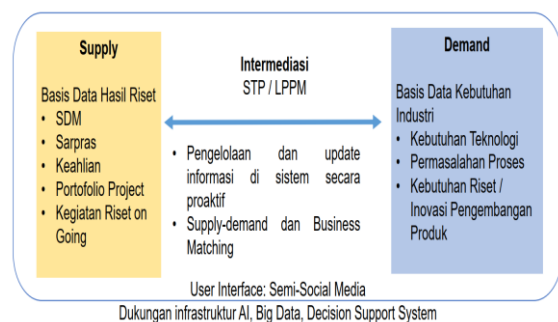 Supply
Basis Data Hasil Riset
• SDM
• Sarpras
• Keahlian
• Portofolio Project
• Kegiatan Riset on
Going
Intermediasi
STP / LPPM
• Pengelolaan dan update
informasi di sistem secara
proaktif
• Supply-demand dan Business
Matching
Demand
Basis Data Kebutuhan
Industri
• Kebutuhan Teknologi
• Permasalahan Proses
• Kebutuhan Riset /
Inovasi Pengembangan
Produk
User Interface: Semi-Social Media
Dukungan infrastruktur AI, Big Data, Decision Support System